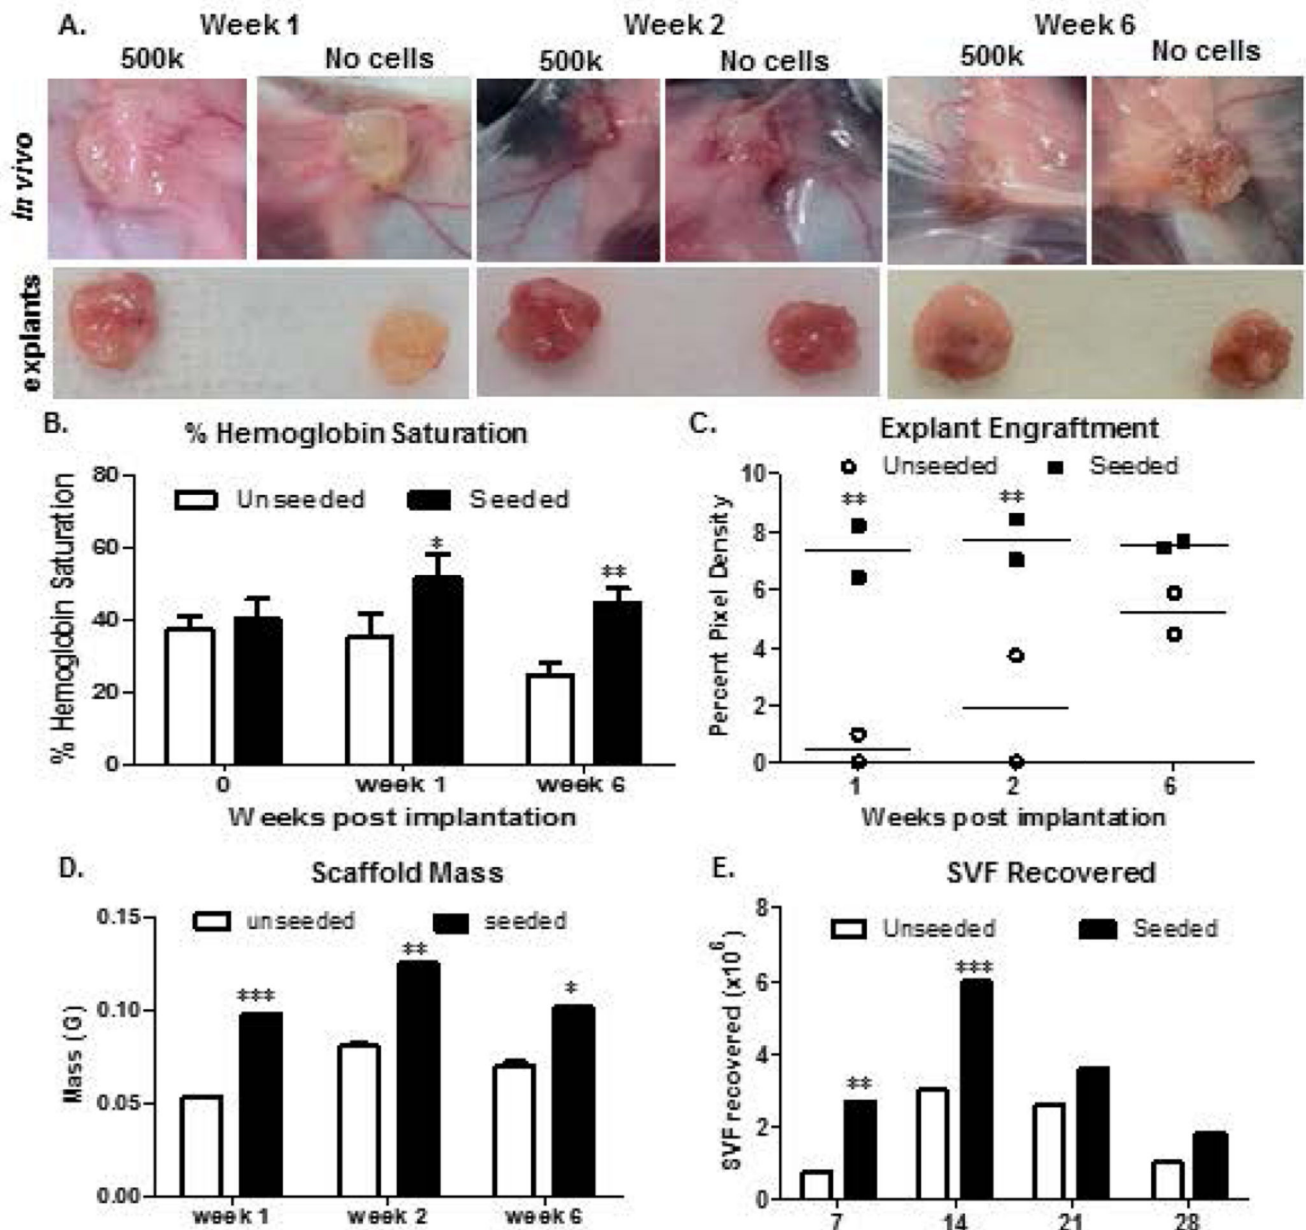 A.
Week 1
Week 2
Week 6
500k
No cells
500k
No cells
500k
No cells
In vivo
explants
B.
% Hemoglobin Saturation
% Hemoglobin Saturation
80
60
40
20
0
Unseeded
Seeded
*
**
0
week 1
week 6
Weeks post implantation
C.
Explant Engraftment
Unseeded
Seeded
Percent Pixel Density
10
8
6
4
2
0
**
**
1
2
6
Weeks post implantation
D.
Scaffold Mass
unseeded
seeded
Mass (G)
0.15
0.10
0.05
0.00
***
**
*
week 1
week 2
week 6
E.
SVF Recovered
Unseeded
Seeded
SVF recovered (x10⁶)
8
6
4
2
0
**
***
7
14
21
28